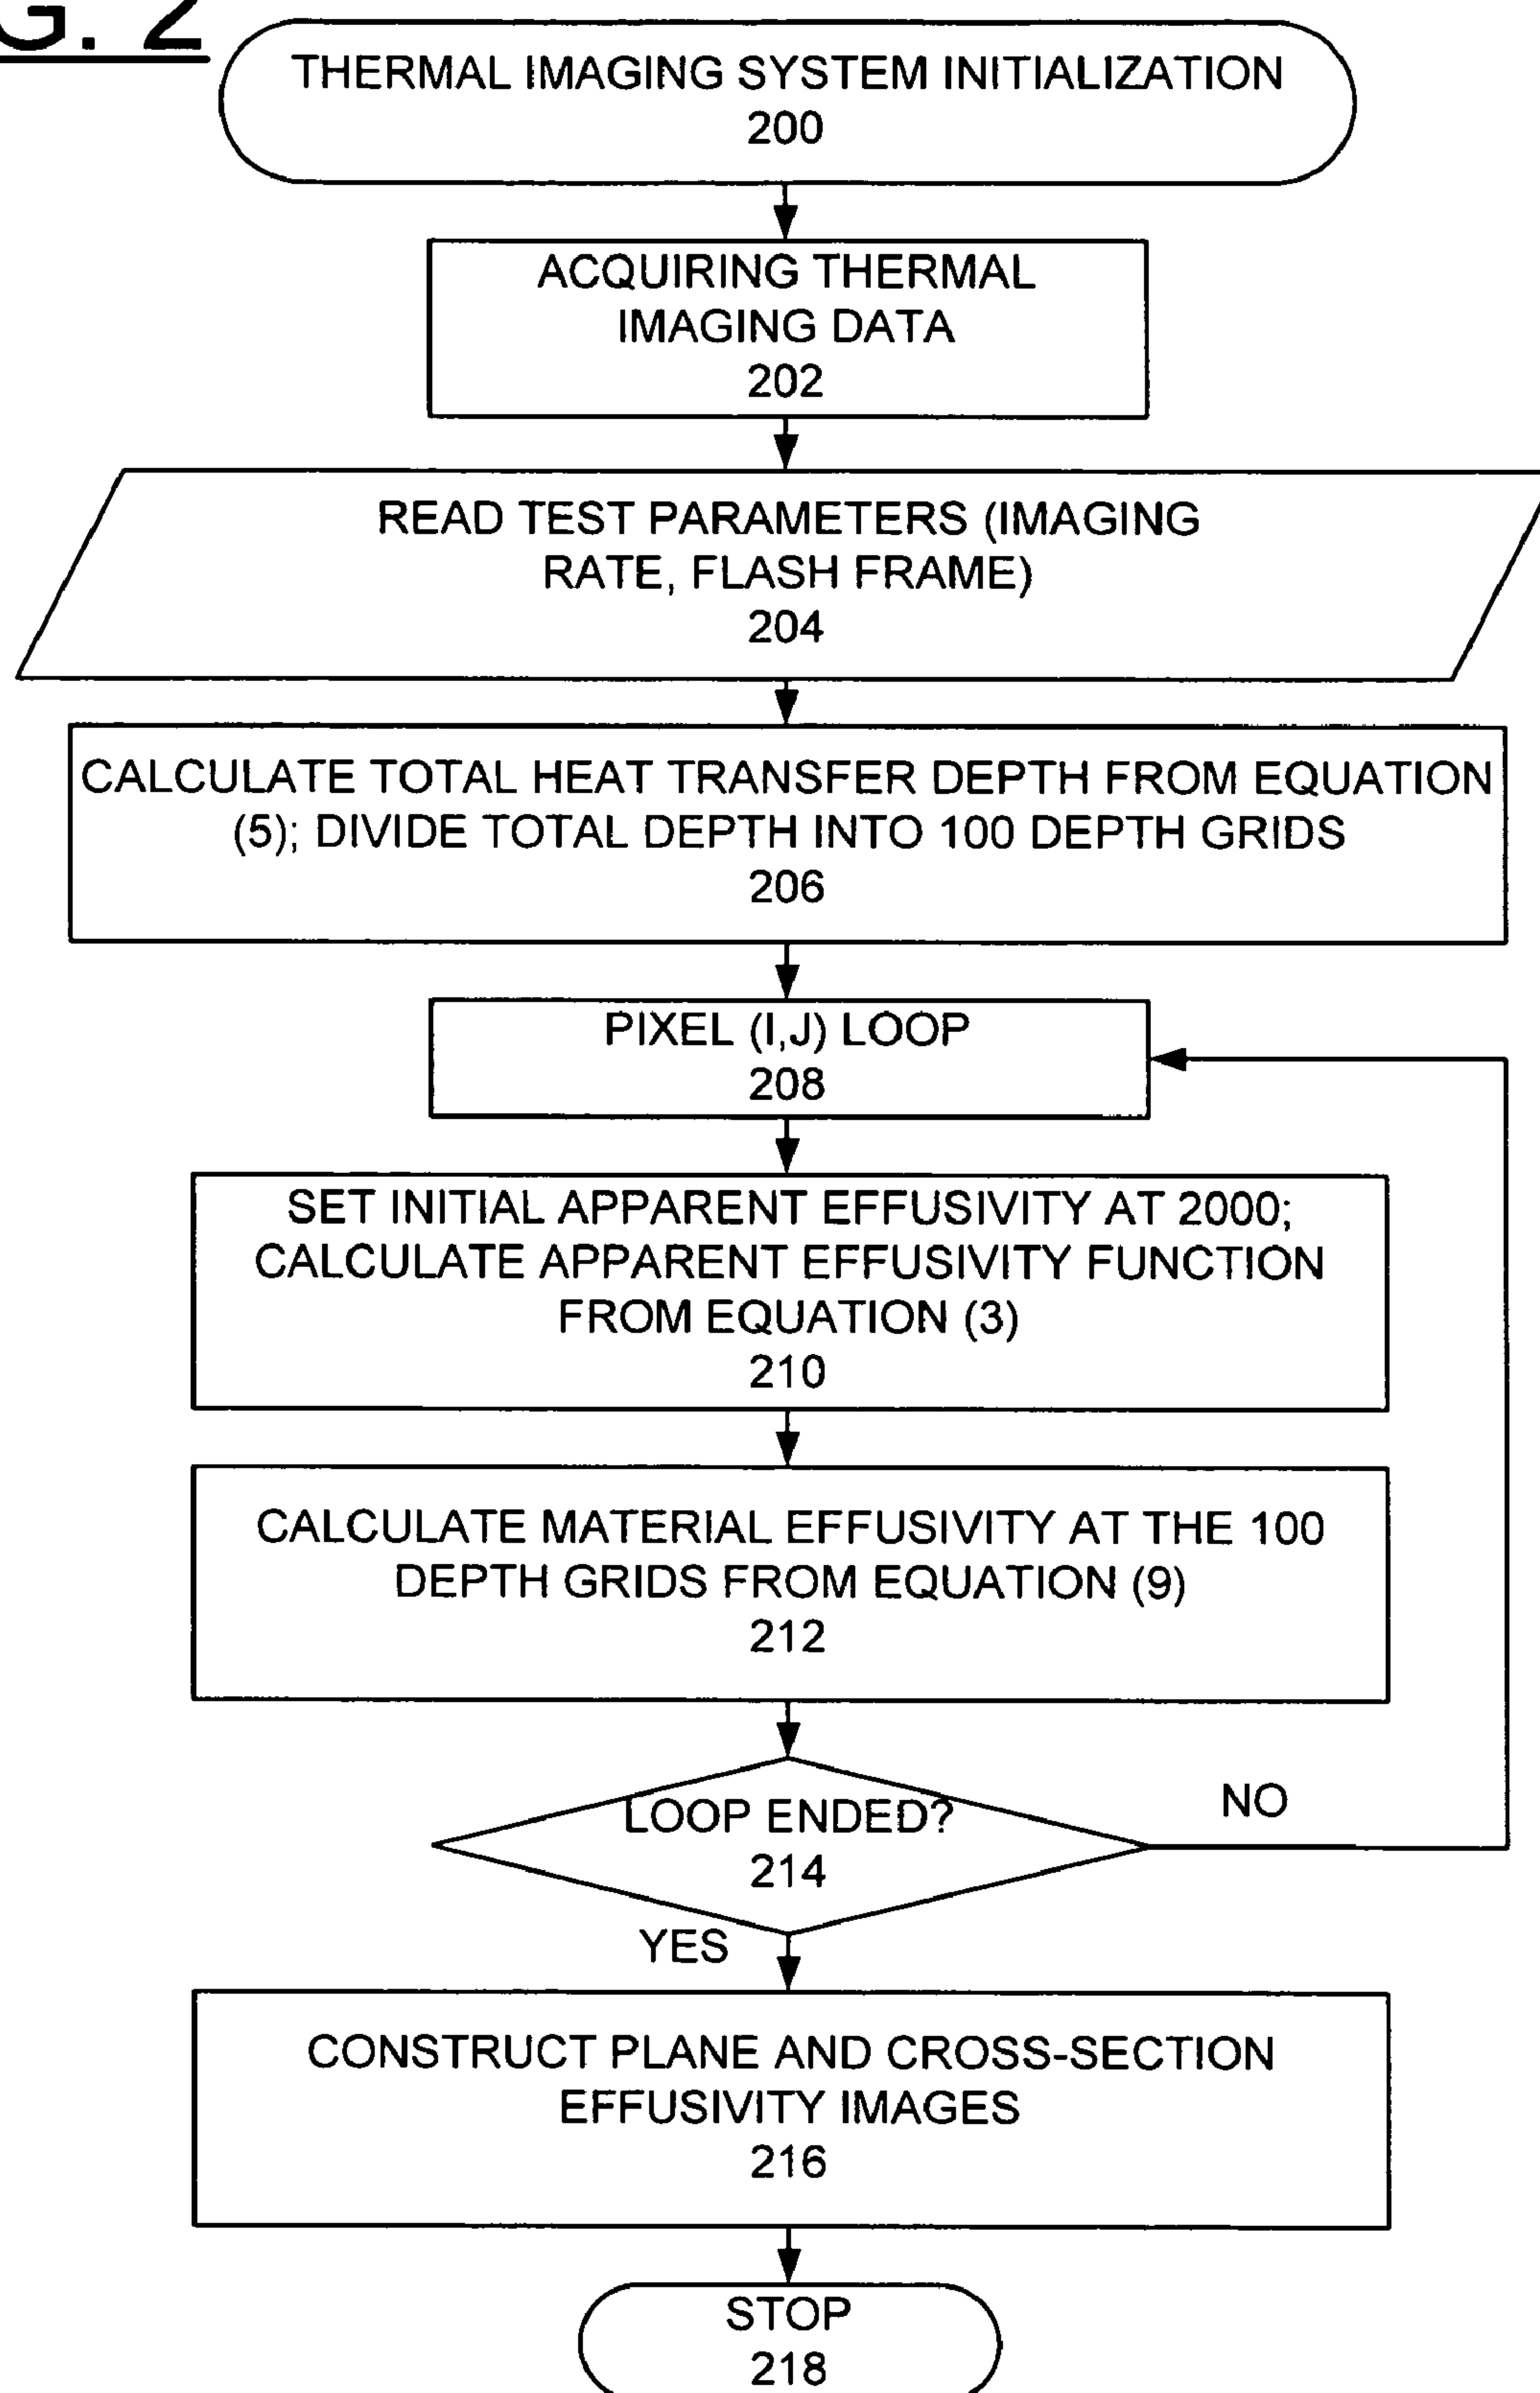 G. 2
THERMAL IMAGING SYSTEM INITIALIZATION
200
ACQUIRING THERMAL
IMAGING DATA
202
READ TEST PARAMETERS (IMAGING
RATE, FLASH FRAME)
204
CALCULATE TOTAL HEAT TRANSFER DEPTH FROM EQUATION
(5); DIVIDE TOTAL DEPTH INTO 100 DEPTH GRIDS
206
PIXEL (I,J) LOOP
208
SET INITIAL APPARENT EFFUSIVITY AT 2000;
CALCULATE APPARENT EFFUSIVITY FUNCTION
FROM EQUATION (3)
210
CALCULATE MATERIAL EFFUSIVITY AT THE 100
DEPTH GRIDS FROM EQUATION (9)
212
NO
LOOP ENDED?
214
YES
CONSTRUCT PLANE AND CROSS-SECTION
EFFUSIVITY IMAGES
216
STOP
218